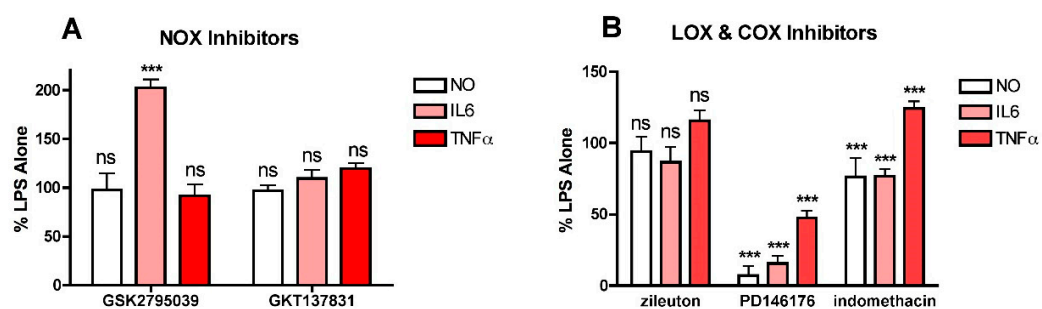 A
NOX Inhibitors
% LPS Alone
200
150
100
50
0
ns
***
ns
ns
ns
ns
GSK2795039
GKT137831
NO
IL6
TNFα
B
LOX & COX Inhibitors
% LPS Alone
150
100
50
0
ns
ns
ns
***
***
***
***
***
***
zileuton
PD146176
indomethacin
NO
IL6
TNFα